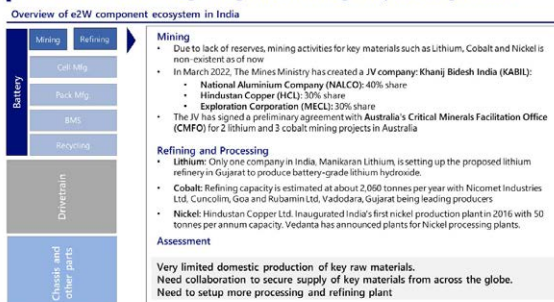 Overview of e2W component ecosystem in India
Mining
Refining
Cell Mfg.
Pack Mfg.
BMS
Recycling
Battery
Drivetrain
Chassis and
other parts
Mining
• Due to lack of reserves, mining activities for key materials such as Lithium, Cobalt and Nickel is
non-existent as of now
• In March 2022, The Mines Ministry has created a JV company: Khanij Bidesh India (KABIL):
• National Aluminium Company (NALCO): 40% share
• Hindustan Copper (HCL): 30% share
• Exploration Corporation (MECL): 30% share
• The JV has signed a preliminary agreement with Australia's Critical Minerals Facilitation Office
(CMFO) for 2 lithium and 3 cobalt mining projects in Australia
Refining and Processing
• Lithium: Only one company in India, Manikaran Lithium, is setting up the proposed lithium
refinery in Gujarat to produce battery-grade lithium hydroxide.
• Cobalt: Refining capacity is estimated at about 2,060 tonnes per year with Nicomet Industries
Ltd, Cuncolim, Goa and Rubamin Ltd, Vadodara, Gujarat being leading producers
• Nickel: Hindustan Copper Ltd. Inaugurated India's first nickel production plant in 2016 with 50
tonnes per annum capacity. Vedanta has announced plants for Nickel processing plants.
Assessment
Very limited domestic production of key raw materials.
Need collaboration to secure supply of key materials from across the globe.
Need to setup more processing and refining plant